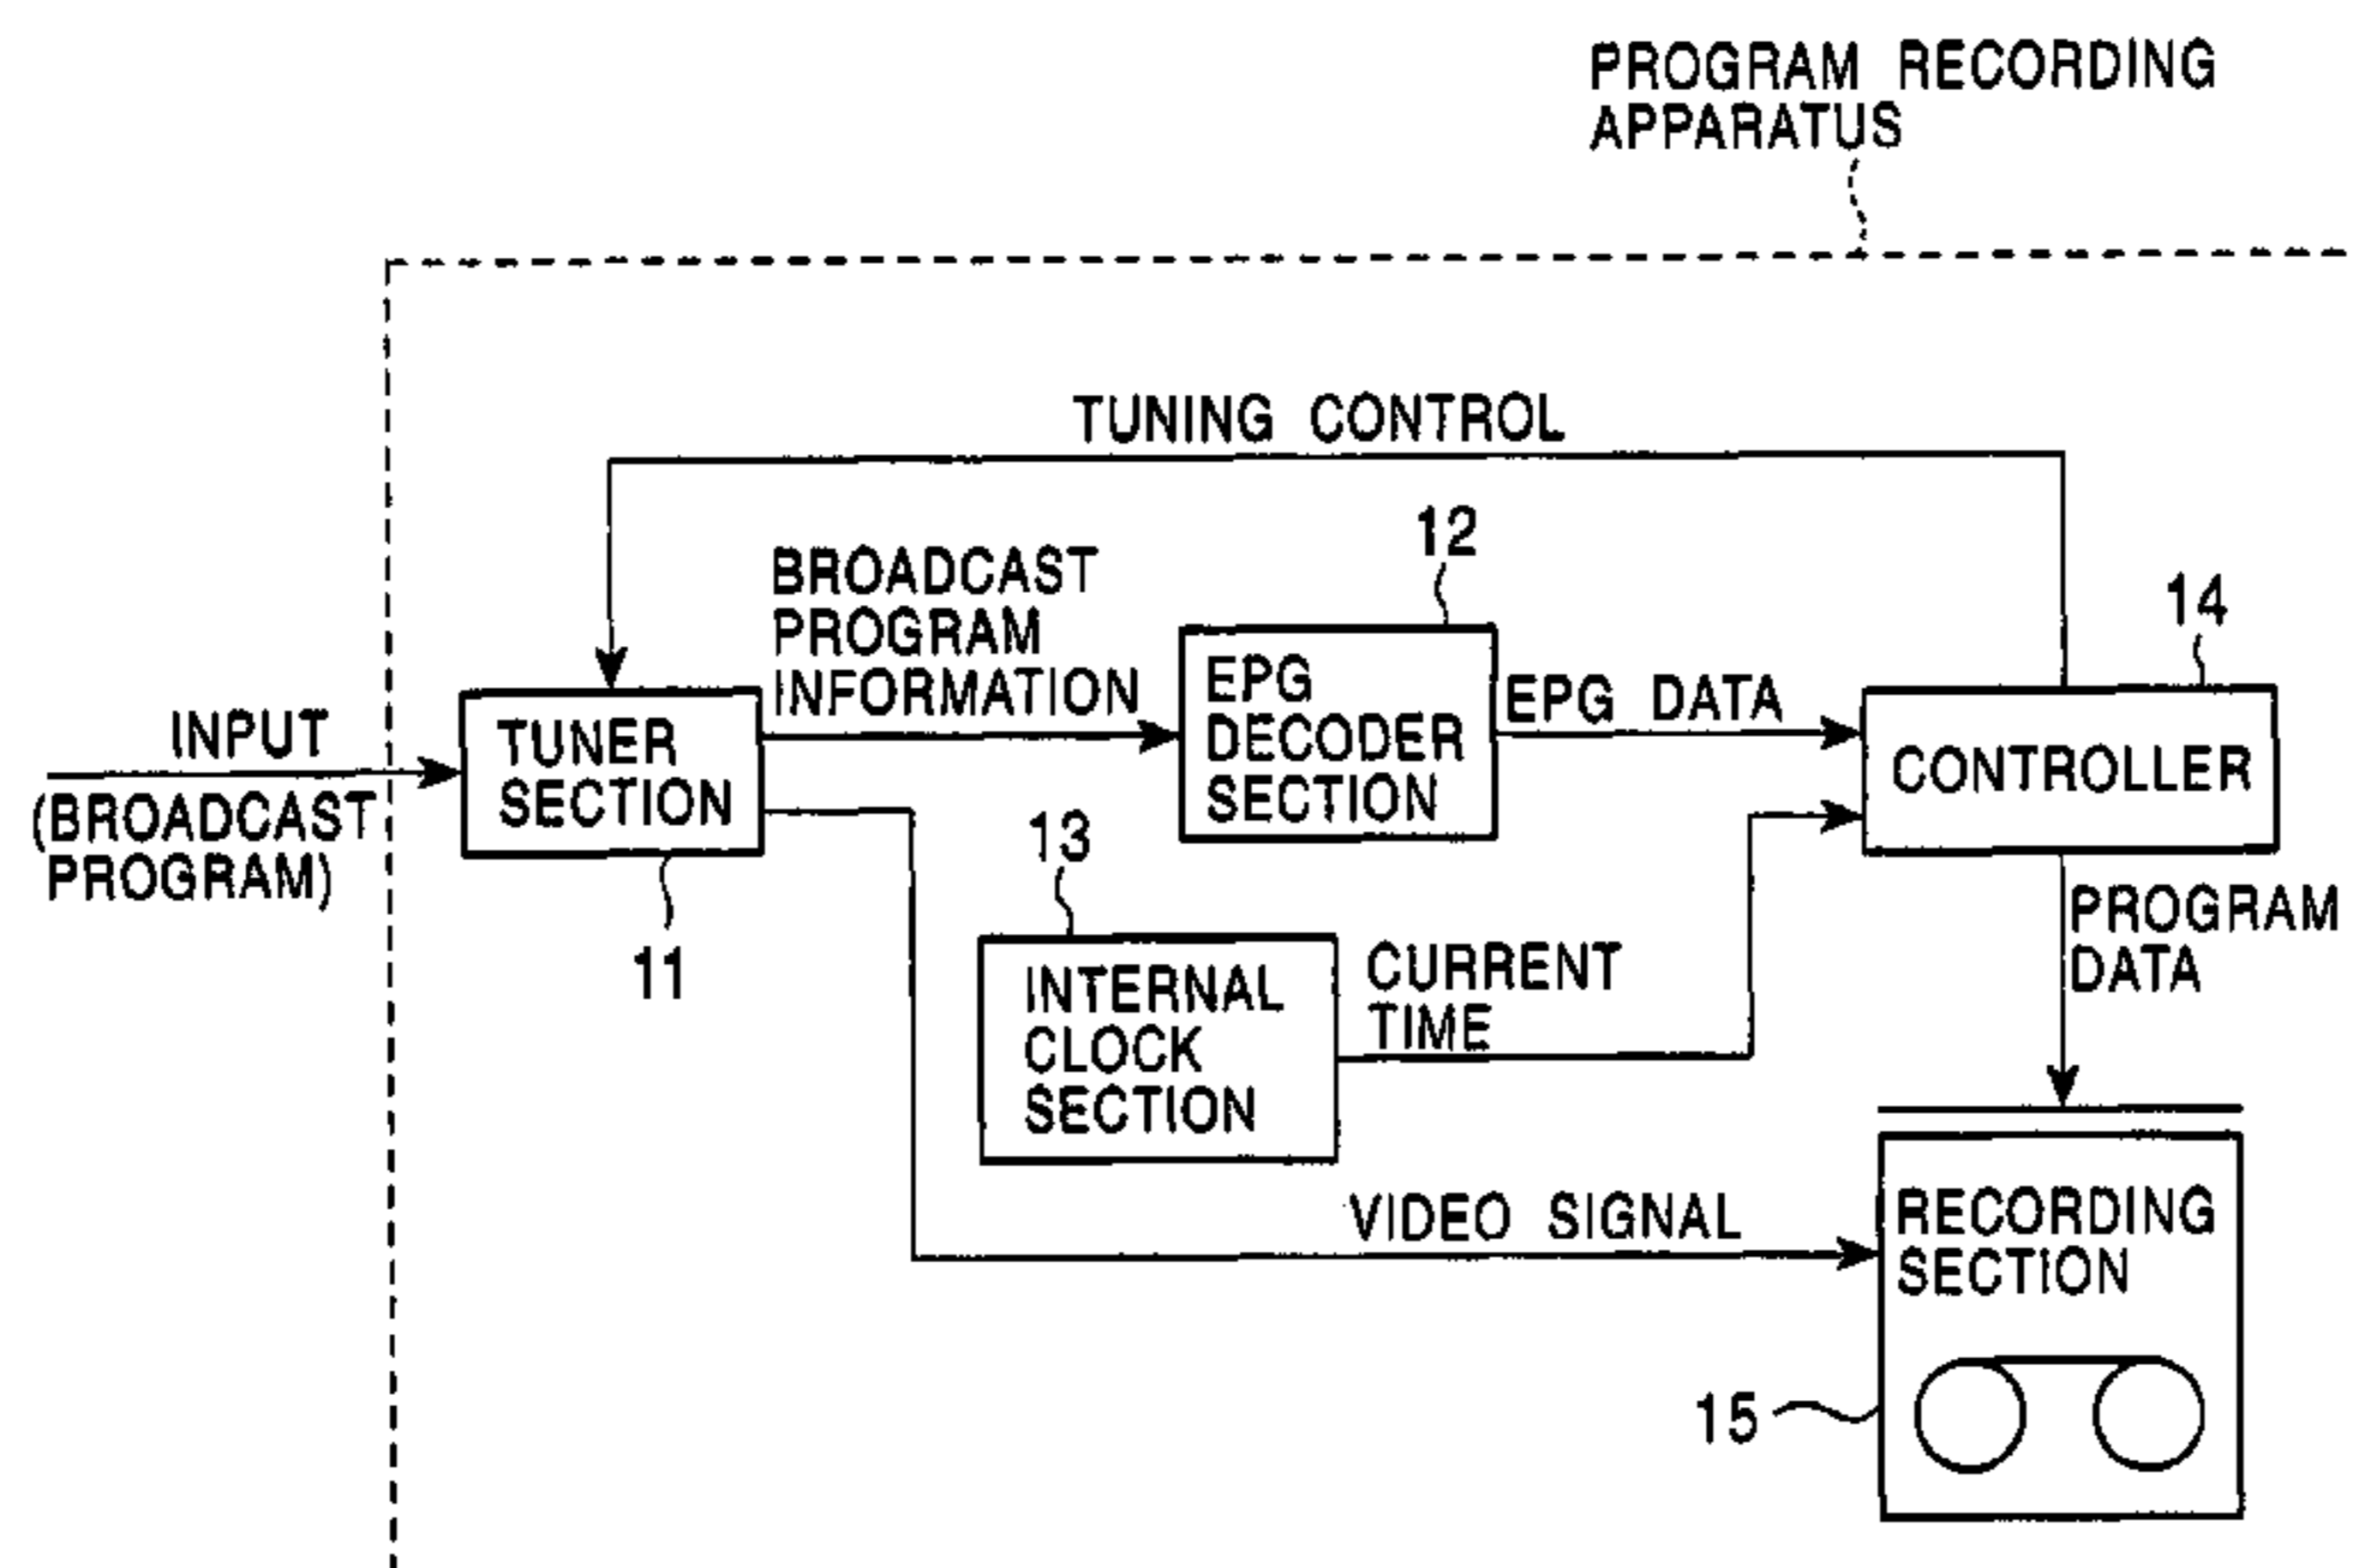 PROGRAM RECORDING
APPARATUS
TUNING CONTROL
12
BROADCAST
PROGRAM
INFORMATION
14
EPG
DECODER
SECTION
EPG DATA
INPUT
(BROADCAST
PROGRAM)
TUNER
SECTION
CONTROLLER
13
11
PROGRAM
DATA
INTERNAL
CLOCK
SECTION
CURRENT
TIME
VIDEO SIGNAL
RECORDING
SECTION
15